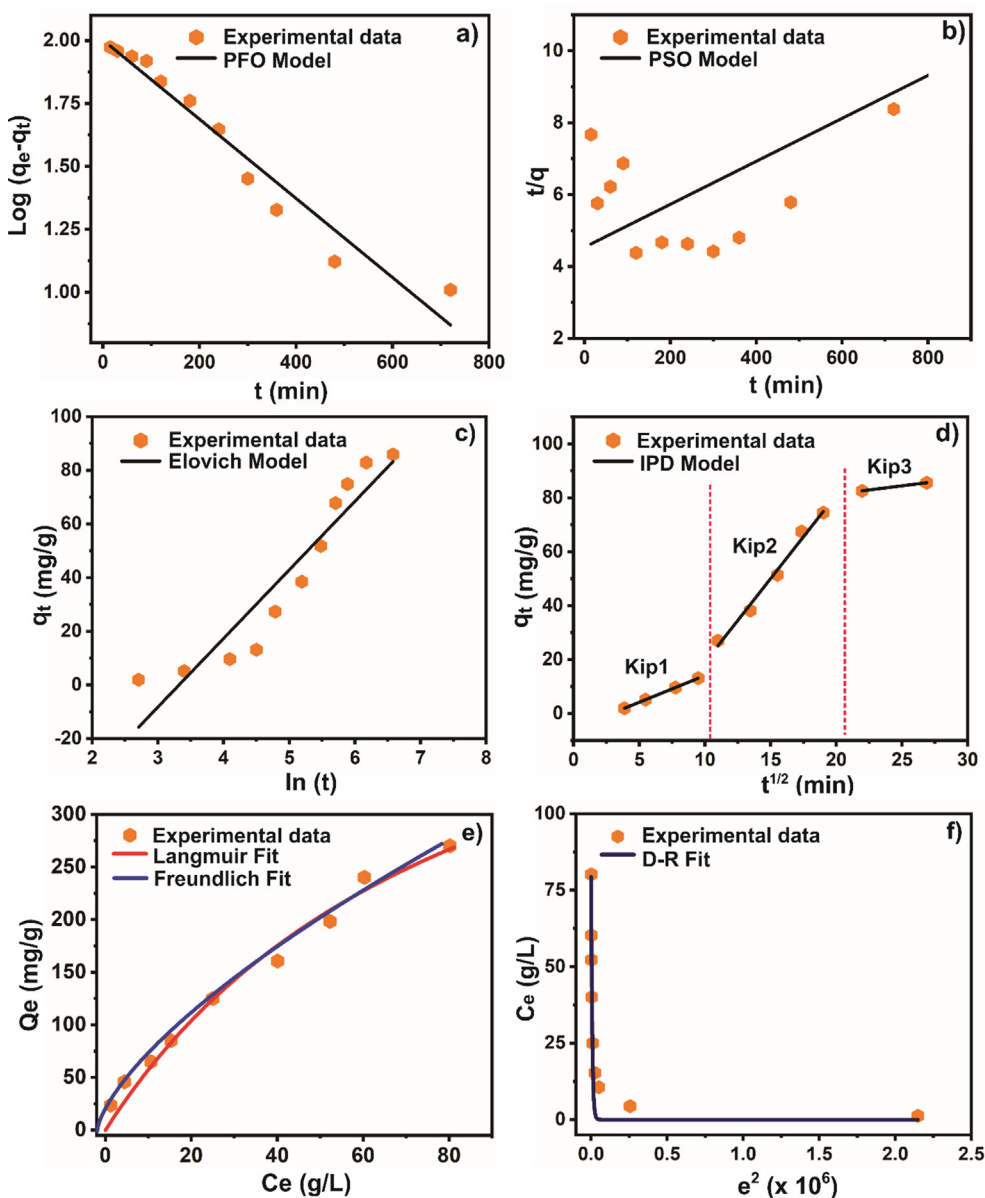 a)
Experimental data
PFO Model
2.00
1.75
1.50
1.25
1.00
Log (qe-qt)
0 200 400 600 800
t (min)
b)
Experimental data
PSO Model
10
8
6
4
2
t/q
0 200 400 600 800
t (min)
c)
Experimental data
Elovich Model
100
80
60
40
20
0
-20
qt (mg/g)
2 3 4 5 6 7 8
ln (t)
d)
Experimental data
IPD Model
Kip3
Kip2
Kip1
100
80
60
40
20
0
qt (mg/g)
0 5 10 15 20 25 30
t1/2 (min)
e)
Experimental data
Langmuir Fit
Freundlich Fit
300
250
200
150
100
50
0
Qe (mg/g)
0 20 40 60 80
Ce (g/L)
f)
Experimental data
D-R Fit
100
75
50
25
0
Ce (g/L)
0.0 0.5 1.0 1.5 2.0 2.5
e2 (x 106)